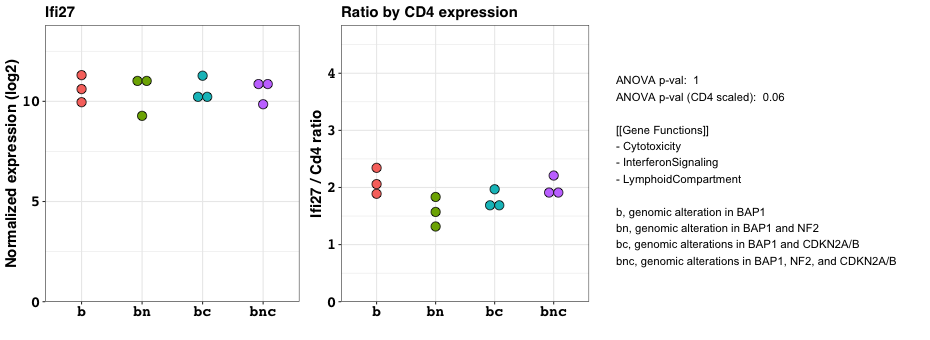 Ifi27
Normalized expression (log2)
10
5
0
b bn bc bnc
Ratio by CD4 expression
Ifi27 / Cd4 ratio
4
3
2
1
0
b bn bc bnc
ANOVA p-val: 1
ANOVA p-val (CD4 scaled): 0.06
[[Gene Functions]]
- Cytotoxicity
- InterferonSignaling
- LymphoidCompartment
b, genomic alteration in BAP1
bn, genomic alteration in BAP1 and NF2
bc, genomic alterations in BAP1 and CDKN2A/B
bnc, genomic alterations in BAP1, NF2, and CDKN2A/B